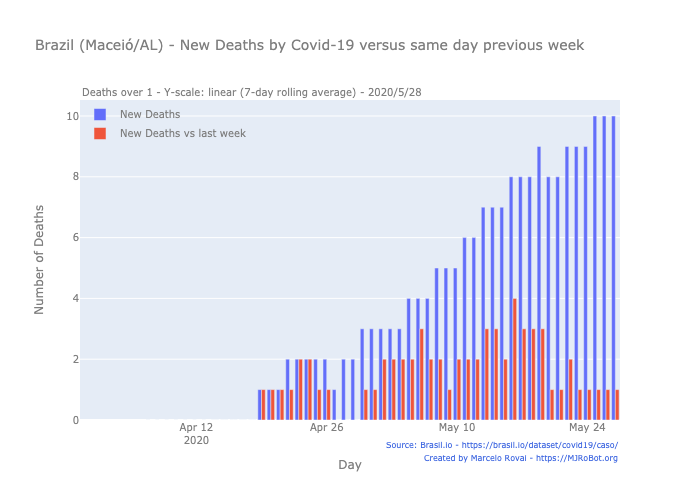 Brazil (Maceió/AL) - New Deaths by Covid-19 versus same day previous week
Deaths over 1 - Y-scale: linear (7-day rolling average) - 2020/5/28
New Deaths
New Deaths vs last week
Number of Deaths
10
8
6
4
2
0
Apr 12
2020
Apr 26
May 10
May 24
Day
Source: Brasil.io - https://brasil.io/dataset/covid19/caso/
Created by Marcelo Rovai - https://MJRoBot.org